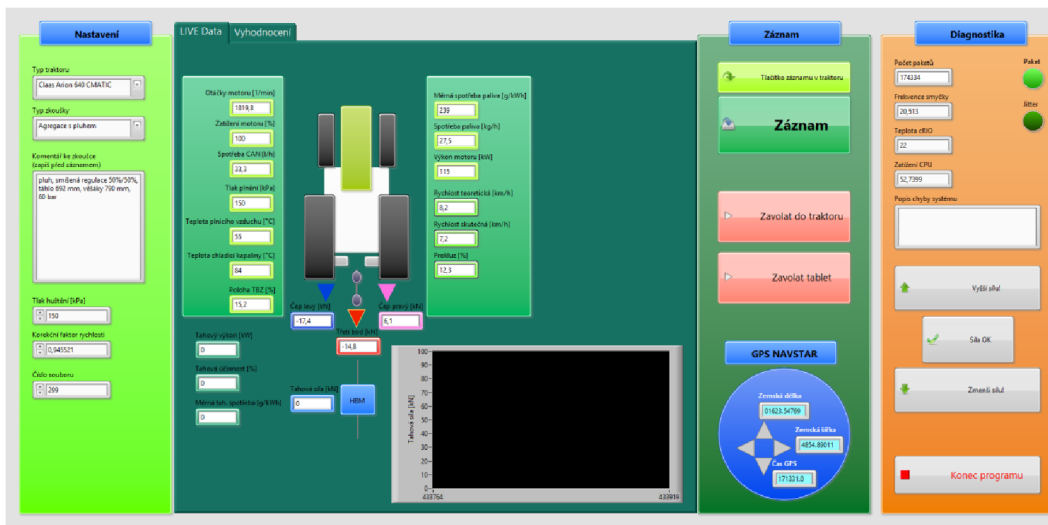 Nastavení
Typ traktoru
Claas Arion 640 CMATIC
Typ zkoušky
Agregace s pluhem
Komentář ke zkoušce
(zapiš před záznamem)
pluh, smíšená regulace 50%/50%,
táhlo 692 mm, věšáky 790 mm,
60 bar
Tlak huštění [kPa]
150
Korekční faktor rychlosti
0,945521
Číslo souboru
299
LIVE Data
Vyhodnocení
Otáčky motoru [1/min]
1819,8
Zatížení motoru [%]
100
Spotřeba CAN [l/h]
33,3
Tlak plnění [kPa]
150
Teplota plnicího vzduchu [°C]
55
Teplota chladicí kapaliny [°C]
84
Poloha TBZ [%]
15,2
Měrná spotřeba paliva [g/kWh]
239
Spotřeba paliva [kg/h]
27,5
Výkon motoru [kW]
115
Rychlost teoretická [km/h]
8,2
Rychlost skutečná [km/h]
7,2
Prokluz [%]
12,3
Čep levý [kN]
-17,4
Třetí bod [kN]
-14,8
Čep pravý [kN]
6,1
Tahový výkon [kW]
0
Tahová účinnost [%]
0
Měrná tah. spotřeba [g/kWh]
0
Tahová síla [kN]
0
HBM
Tahová síla [kN]
100
90
80
70
60
50
40
30
20
10
0
433764
433919
Záznam
Tlačítko záznamu v traktoru
Záznam
Zavolat do traktoru
Zavolat tablet
GPS NAVSTAR
Zemská délka
01623.54769
Zemská šířka
4854.89011
Čas GPS
171331.0
Diagnostika
Počet paketů
174334
Paket
Frekvence smyčky
20,913
Jitter
Teplota cRIO
22
Zatížení CPU
52,7399
Popis chyby systému
Vyšší sílu!
Síla OK
Zmenši sílu!
Konec programu